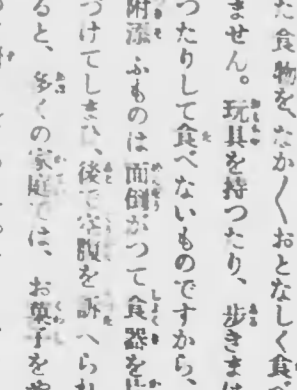 た食物を、なか／＼おとなしく食べ
ません。玩具を持つたり、歩きま
つたりして食べないものですから、
附添ふものは面倒がつて食器を
づけてしまひ、後で空腹を訴へられ
ると、多くの家庭では、お菓子を